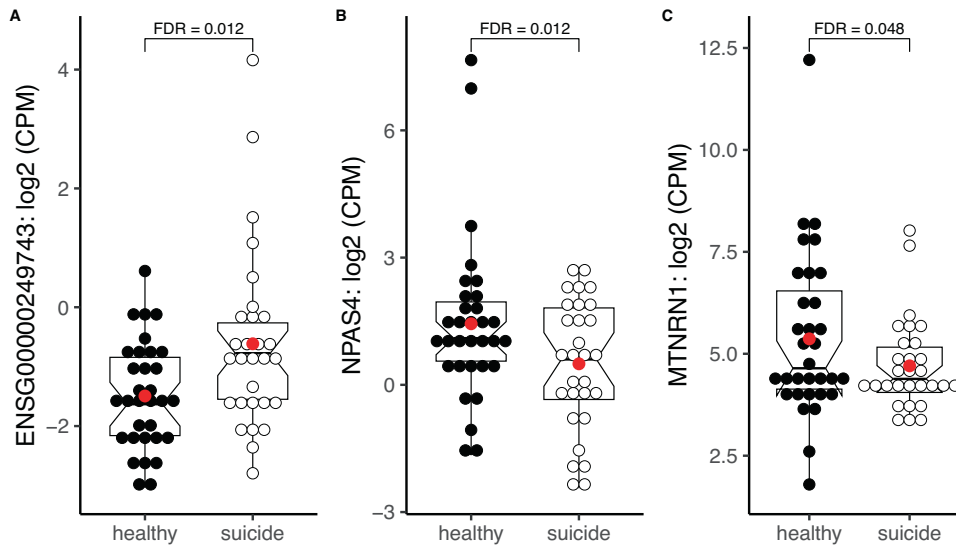 A
FDR = 0.012
ENSG00000249743: log2 (CPM)
4
2
0
−2
healthy
suicide
B
FDR = 0.012
NPAS4: log2 (CPM)
6
3
0
−3
healthy
suicide
C
FDR = 0.048
MTNRN1: log2 (CPM)
12.5
10.0
7.5
5.0
2.5
healthy
suicide